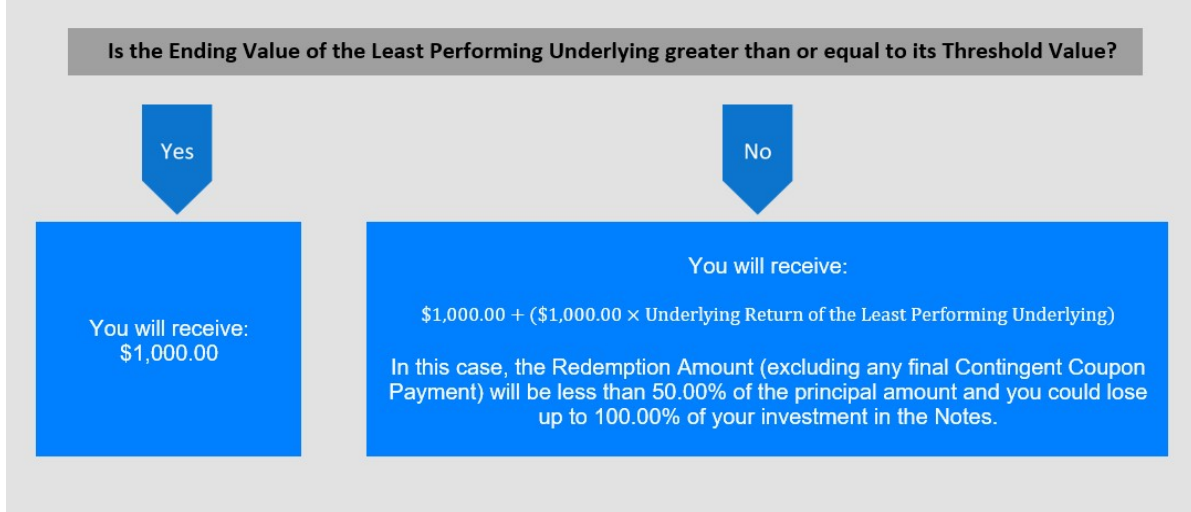 Is the Ending Value of the Least Performing Underlying greater than or equal to its Threshold Value?
Yes
No
You will receive:
$1,000.00
You will receive:
$1,000.00 + ($1,000.00 × Underlying Return of the Least Performing Underlying)
In this case, the Redemption Amount (excluding any final Contingent Coupon
Payment) will be less than 50.00% of the principal amount and you could lose
up to 100.00% of your investment in the Notes.